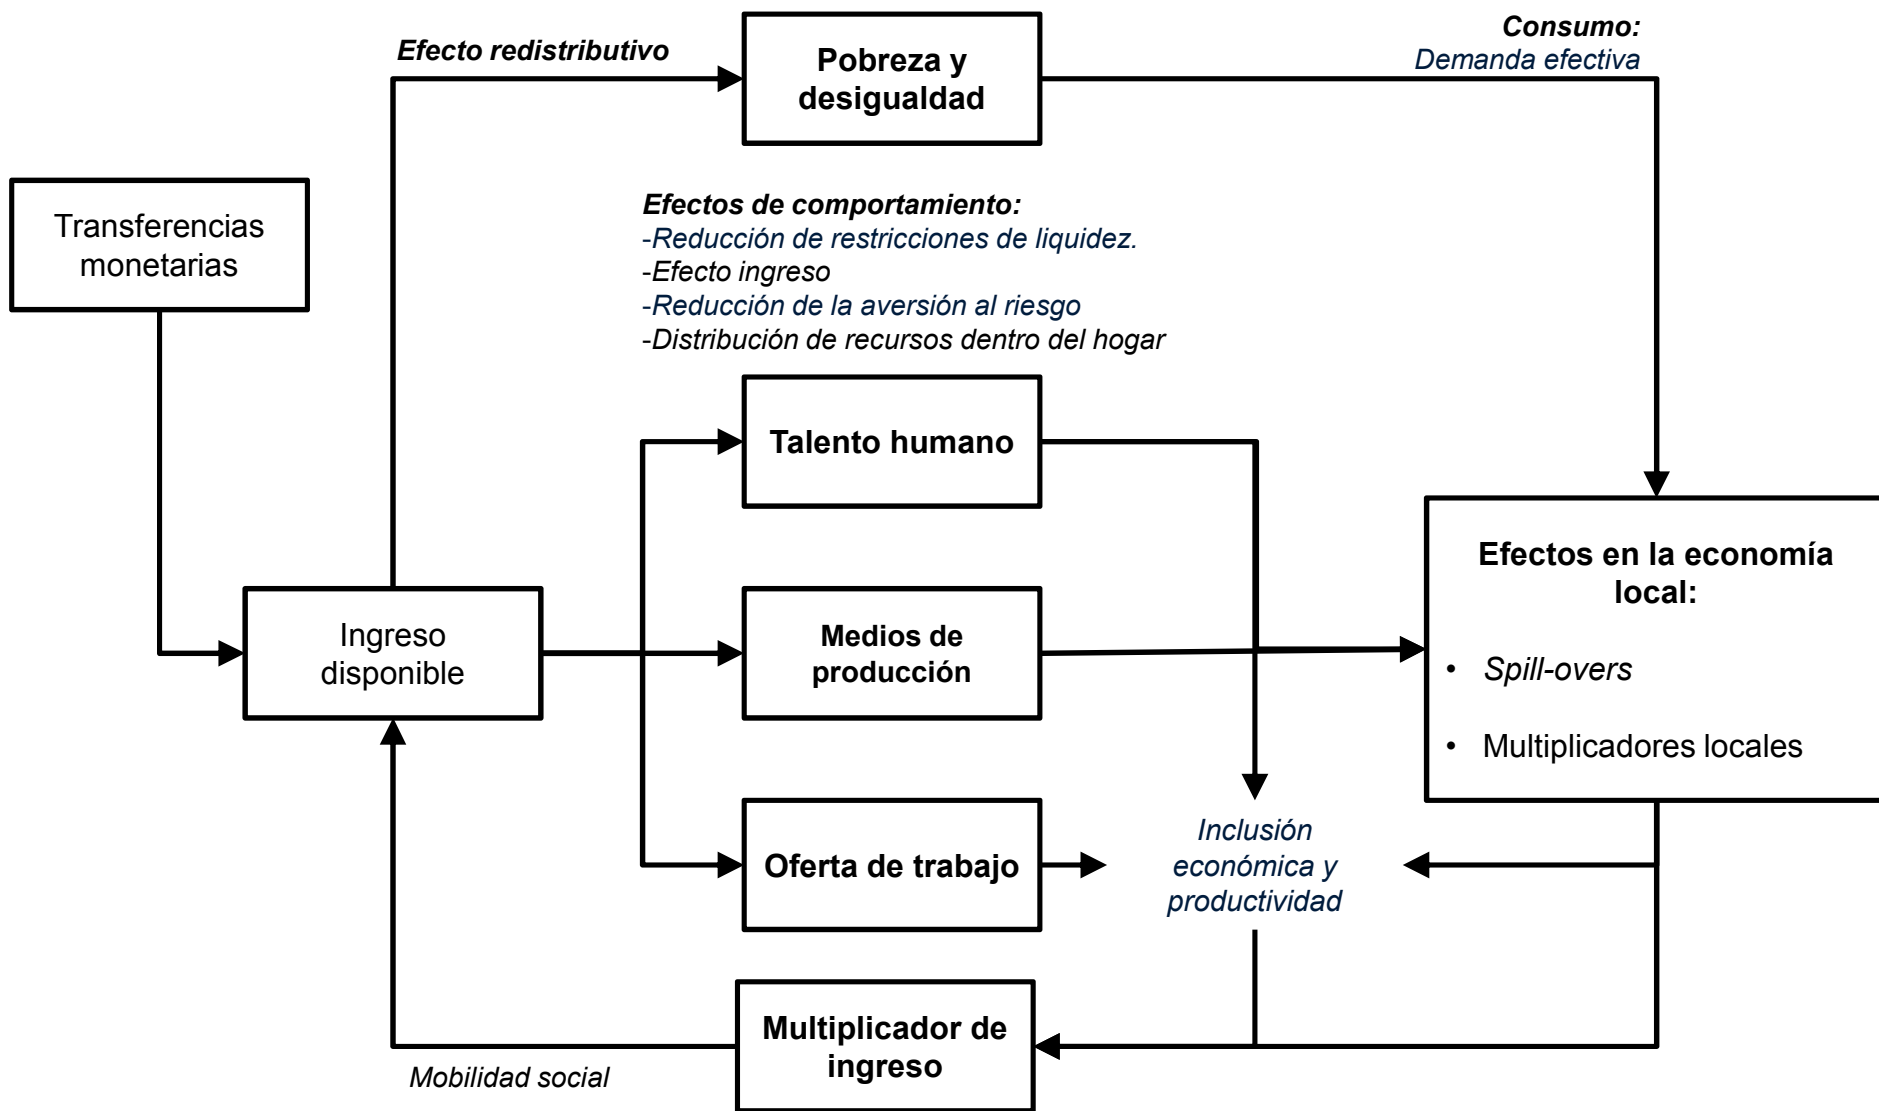 Efecto redistributivo
Pobreza y
desigualdad
Consumo:
Demanda efectiva
Transferencias
monetarias
Efectos de comportamiento:
-Reducción de restricciones de liquidez.
-Efecto ingreso
-Reducción de la aversión al riesgo
-Distribución de recursos dentro del hogar
Talento humano
Efectos en la economía
local:
• Spill-overs
• Multiplicadores locales
Ingreso
disponible
Medios de
producción
Oferta de trabajo
Inclusión
económica y
productividad
Multiplicador de
ingreso
Mobilidad social